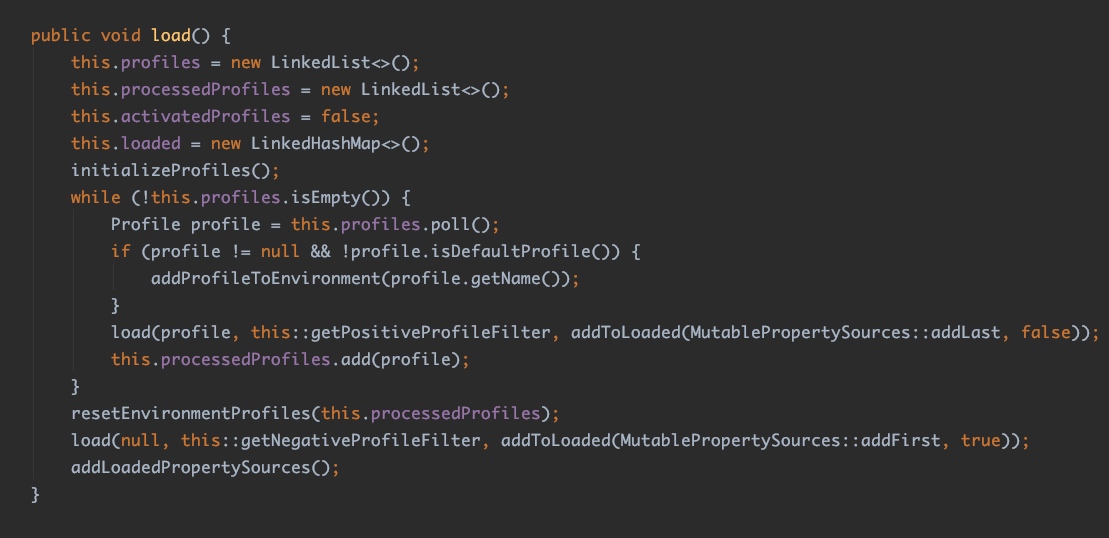 public void load() {
    this.profiles = new LinkedList<>();
    this.processedProfiles = new LinkedList<>();
    this.activatedProfiles = false;
    this.loaded = new LinkedHashMap<>();
    initializeProfiles();
    while (!this.profiles.isEmpty()) {
        Profile profile = this.profiles.poll();
        if (profile != null && !profile.isDefaultProfile()) {
            addProfileToEnvironment(profile.getName());
        }
        load(profile, this::getPositiveProfileFilter, addToLoaded(MutablePropertySources::addLast, false));
        this.processedProfiles.add(profile);
    }
    resetEnvironmentProfiles(this.processedProfiles);
    load(null, this::getNegativeProfileFilter, addToLoaded(MutablePropertySources::addFirst, true));
    addLoadedPropertySources();
}